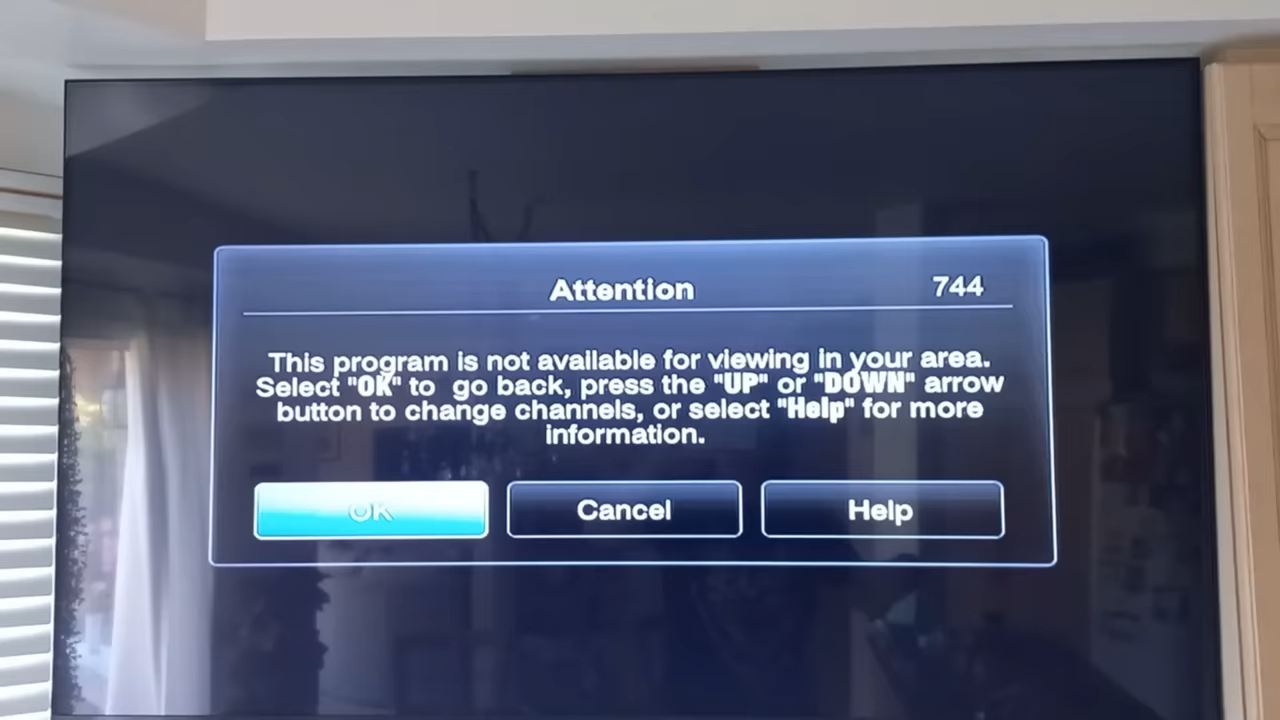 Attention 744
This program is not available for viewing in your area.
Select "OK" to go back, press the "UP" or "DOWN" arrow
button to change channels, or select "Help" for more
information.
OK Cancel Help